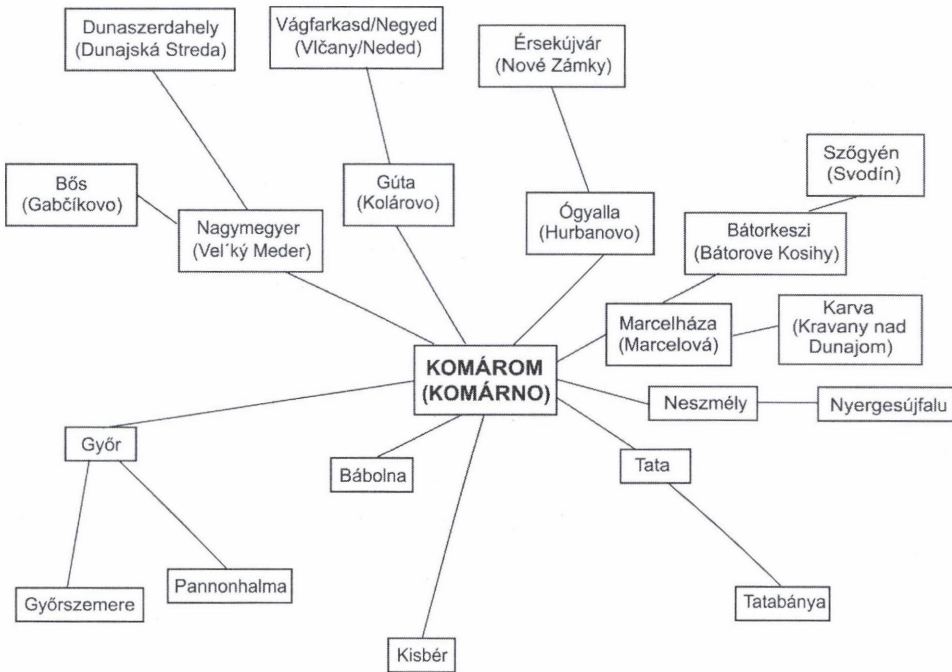 Dunaszerdahely
(Dunajská Streda)
Vágfarkasd/Negyed
(Vlčany/Neded)
Érsekújvár
(Nové Zámky)
Szőgyén
(Svodín)
Bős
(Gabčíkovo)
Gúta
(Kolárovo)
Nagymegyer
(Vel´ký Meder)
Ógyalla
(Hurbanovo)
Bátorkeszi
(Bátorove Kosihy)
Marcelháza
(Marcelová)
Karva
(Kravany nad
Dunajom)
KOMÁROM
(KOMÁRNO)
Neszmély
Nyergesújfalu
Győr
Bábolna
Tata
Győrszemere
Pannonhalma
Tatabánya
Kisbér